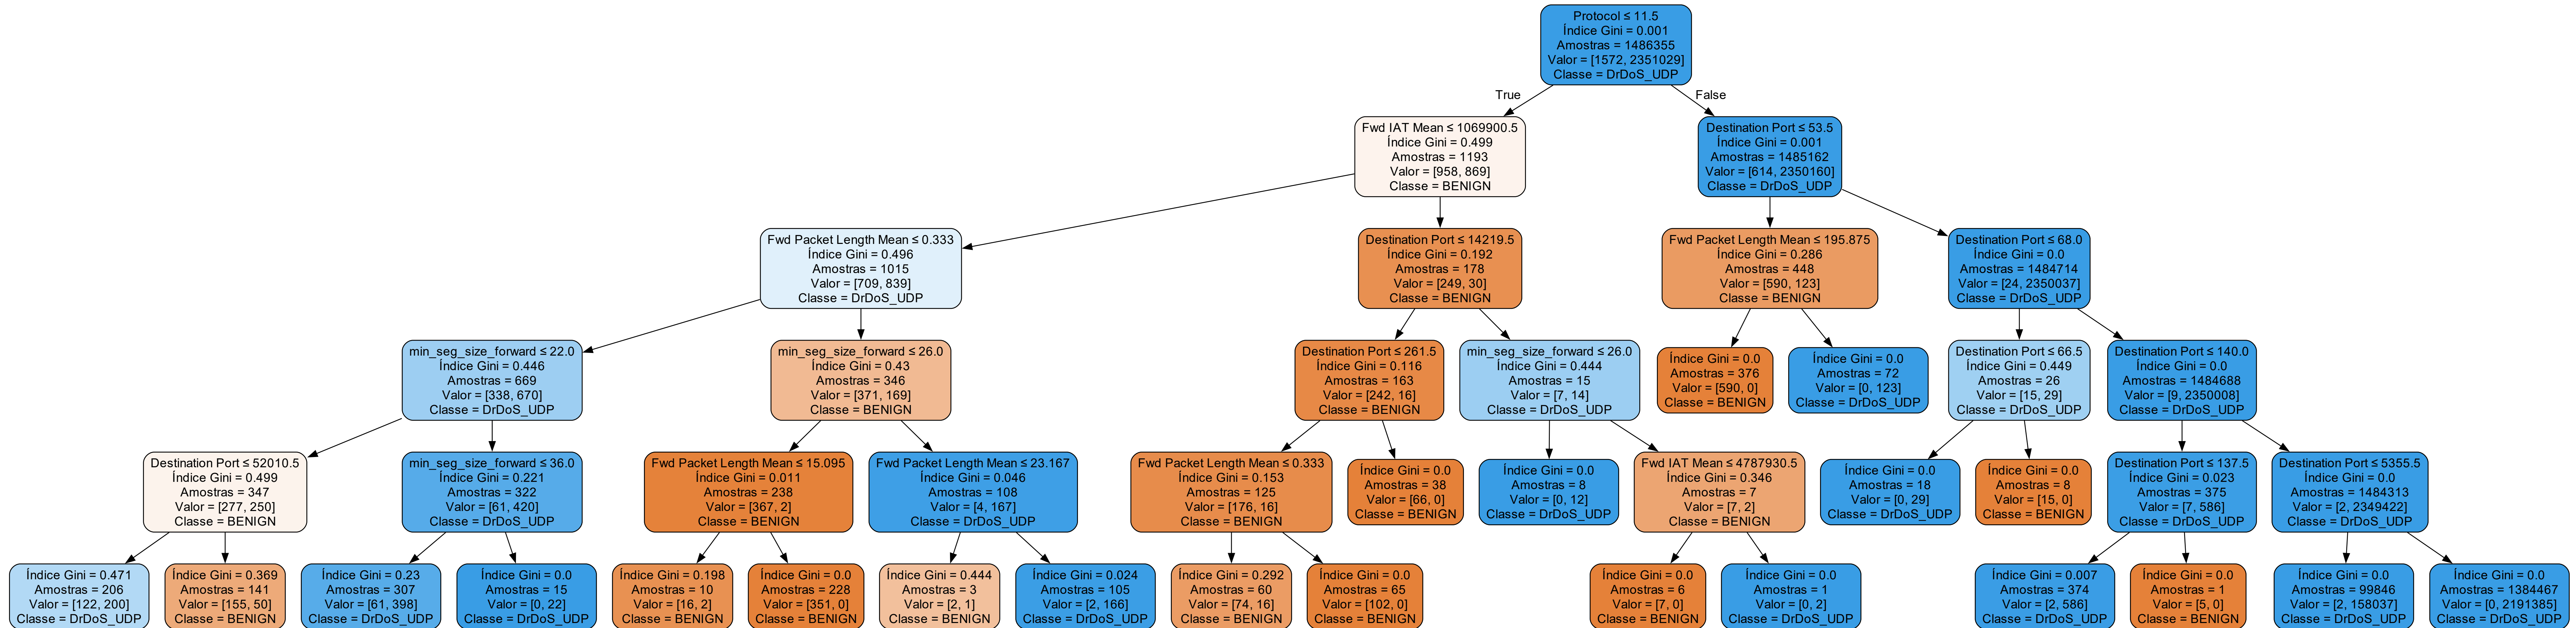 Protocol ≤ 11.5
Índice Gini = 0.001
Amostras = 1486355
Valor = [1572, 2351029]
Classe = DrDoS_UDP
True
False
Fwd IAT Mean ≤ 1069900.5
Índice Gini = 0.499
Amostras = 1193
Valor = [958, 869]
Classe = BENIGN
Destination Port ≤ 53.5
Índice Gini = 0.001
Amostras = 1485162
Valor = [614, 2350160]
Classe = DrDoS_UDP
Fwd Packet Length Mean ≤ 0.333
Índice Gini = 0.496
Amostras = 1015
Valor = [709, 839]
Classe = DrDoS_UDP
Destination Port ≤ 14219.5
Índice Gini = 0.192
Amostras = 178
Valor = [249, 30]
Classe = BENIGN
Fwd Packet Length Mean ≤ 195.875
Índice Gini = 0.286
Amostras = 448
Valor = [590, 123]
Classe = BENIGN
Destination Port ≤ 68.0
Índice Gini = 0.0
Amostras = 1484714
Valor = [24, 2350037]
Classe = DrDoS_UDP
min_seg_size_forward ≤ 22.0
Índice Gini = 0.446
Amostras = 669
Valor = [338, 670]
Classe = DrDoS_UDP
min_seg_size_forward ≤ 26.0
Índice Gini = 0.43
Amostras = 346
Valor = [371, 169]
Classe = BENIGN
Destination Port ≤ 261.5
Índice Gini = 0.116
Amostras = 163
Valor = [242, 16]
Classe = BENIGN
min_seg_size_forward ≤ 26.0
Índice Gini = 0.444
Amostras = 15
Valor = [7, 14]
Classe = DrDoS_UDP
Índice Gini = 0.0
Amostras = 376
Valor = [590, 0]
Classe = BENIGN
Índice Gini = 0.0
Amostras = 72
Valor = [0, 123]
Classe = DrDoS_UDP
Destination Port ≤ 66.5
Índice Gini = 0.449
Amostras = 26
Valor = [15, 29]
Classe = DrDoS_UDP
Destination Port ≤ 140.0
Índice Gini = 0.0
Amostras = 1484688
Valor = [9, 2350008]
Classe = DrDoS_UDP
Destination Port ≤ 52010.5
Índice Gini = 0.499
Amostras = 347
Valor = [277, 250]
Classe = BENIGN
min_seg_size_forward ≤ 36.0
Índice Gini = 0.221
Amostras = 322
Valor = [61, 420]
Classe = DrDoS_UDP
Fwd Packet Length Mean ≤ 15.095
Índice Gini = 0.011
Amostras = 238
Valor = [367, 2]
Classe = BENIGN
Fwd Packet Length Mean ≤ 23.167
Índice Gini = 0.046
Amostras = 108
Valor = [4, 167]
Classe = DrDoS_UDP
Fwd Packet Length Mean ≤ 0.333
Índice Gini = 0.153
Amostras = 125
Valor = [176, 16]
Classe = BENIGN
Índice Gini = 0.0
Amostras = 38
Valor = [66, 0]
Classe = BENIGN
Índice Gini = 0.0
Amostras = 8
Valor = [0, 12]
Classe = DrDoS_UDP
Fwd IAT Mean ≤ 4787930.5
Índice Gini = 0.346
Amostras = 7
Valor = [7, 2]
Classe = BENIGN
Índice Gini = 0.0
Amostras = 18
Valor = [0, 29]
Classe = DrDoS_UDP
Índice Gini = 0.0
Amostras = 8
Valor = [15, 0]
Classe = BENIGN
Destination Port ≤ 137.5
Índice Gini = 0.023
Amostras = 375
Valor = [7, 586]
Classe = DrDoS_UDP
Destination Port ≤ 5355.5
Índice Gini = 0.0
Amostras = 1484313
Valor = [2, 2349422]
Classe = DrDoS_UDP
Índice Gini = 0.471
Amostras = 206
Valor = [122, 200]
Classe = DrDoS_UDP
Índice Gini = 0.369
Amostras = 141
Valor = [155, 50]
Classe = BENIGN
Índice Gini = 0.23
Amostras = 307
Valor = [61, 398]
Classe = DrDoS_UDP
Índice Gini = 0.0
Amostras = 15
Valor = [0, 22]
Classe = DrDoS_UDP
Índice Gini = 0.198
Amostras = 10
Valor = [16, 2]
Classe = BENIGN
Índice Gini = 0.0
Amostras = 228
Valor = [351, 0]
Classe = BENIGN
Índice Gini = 0.444
Amostras = 3
Valor = [2, 1]
Classe = BENIGN
Índice Gini = 0.024
Amostras = 105
Valor = [2, 166]
Classe = DrDoS_UDP
Índice Gini = 0.292
Amostras = 60
Valor = [74, 16]
Classe = BENIGN
Índice Gini = 0.0
Amostras = 65
Valor = [102, 0]
Classe = BENIGN
Índice Gini = 0.0
Amostras = 6
Valor = [7, 0]
Classe = BENIGN
Índice Gini = 0.0
Amostras = 1
Valor = [0, 2]
Classe = DrDoS_UDP
Índice Gini = 0.007
Amostras = 374
Valor = [2, 586]
Classe = DrDoS_UDP
Índice Gini = 0.0
Amostras = 1
Valor = [5, 0]
Classe = BENIGN
Índice Gini = 0.0
Amostras = 99846
Valor = [2, 158037]
Classe = DrDoS_UDP
Índice Gini = 0.0
Amostras = 1384467
Valor = [0, 2191385]
Classe = DrDoS_UDP